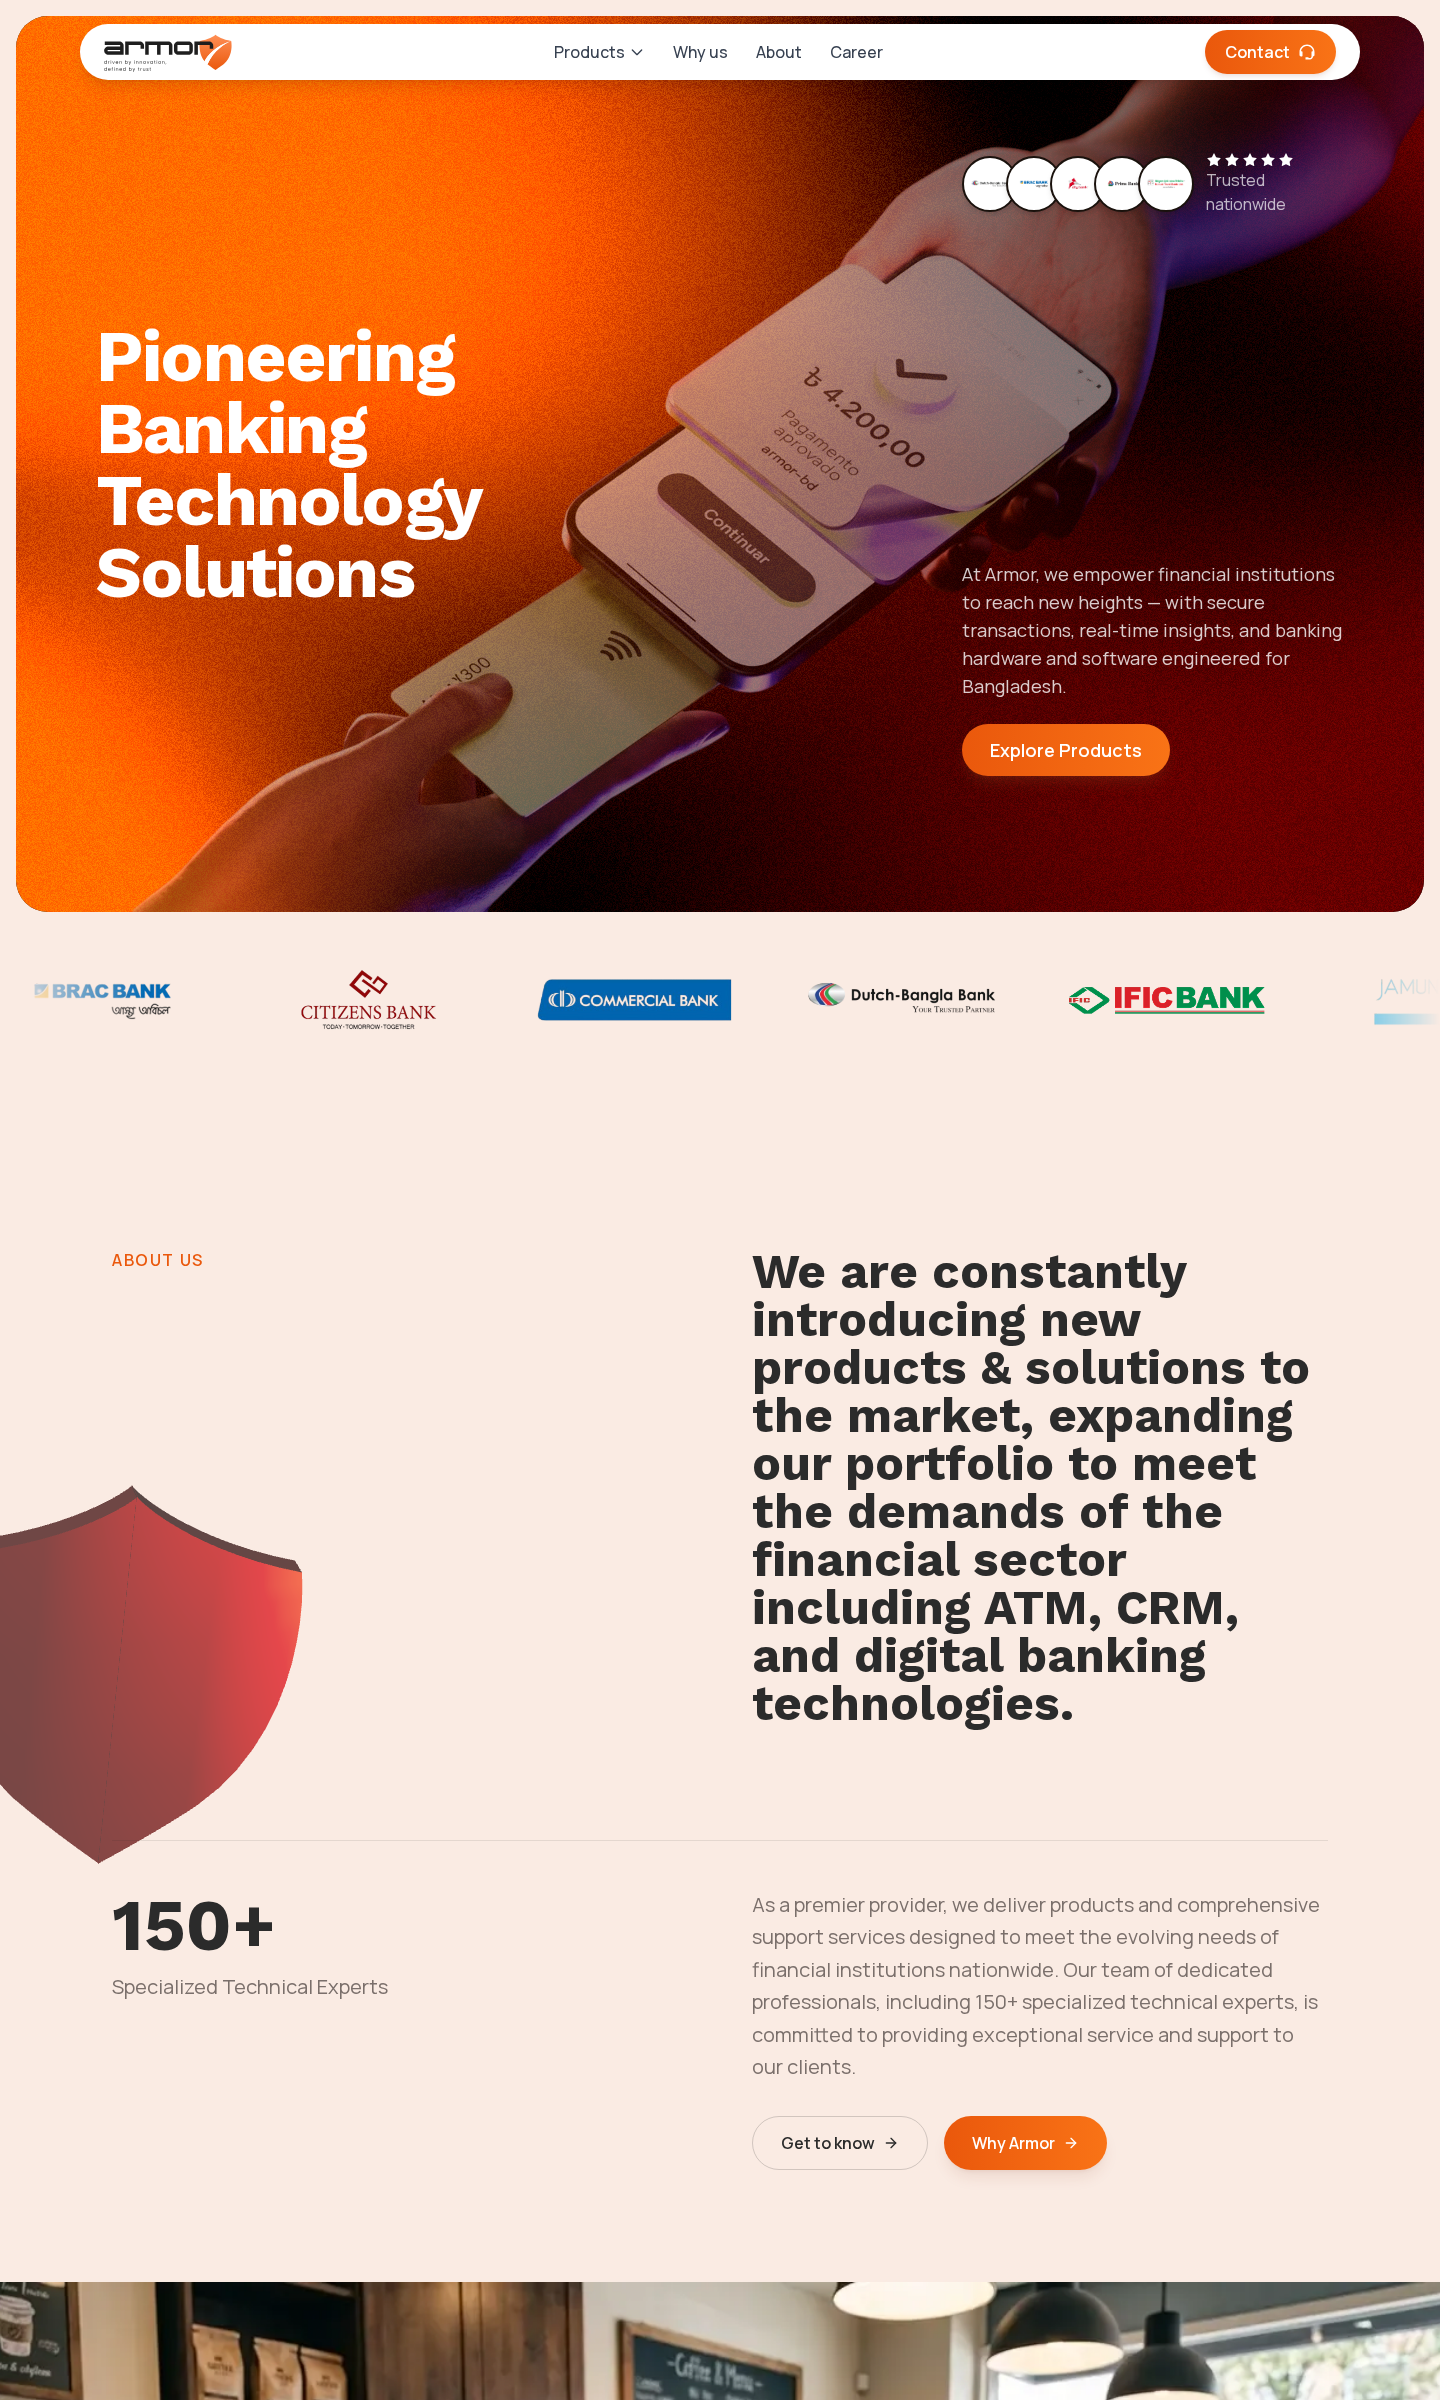 armor
driven by innovation,
defined by trust
Products
Why us
About
Career
Contact
Trusted
nationwide
Pioneering
Banking
Technology
Solutions
৳ 4.200,00
Pagamento
aprovado
armor-bd
Continuar
At Armor, we empower financial institutions
to reach new heights — with secure
transactions, real-time insights, and banking
hardware and software engineered for
Bangladesh.
Explore Products
BRAC BANK
আস্থা অবিচল
CITIZENS BANK
TODAY · TOMORROW · TOGETHER
COMMERCIAL BANK
Dutch-Bangla Bank
YOUR TRUSTED PARTNER
IFIC
IFIC BANK
JAMUN
ABOUT US
We are constantly
introducing new
products & solutions to
the market, expanding
our portfolio to meet
the demands of the
financial sector
including ATM, CRM,
and digital banking
technologies.
150+
Specialized Technical Experts
As a premier provider, we deliver products and comprehensive
support services designed to meet the evolving needs of
financial institutions nationwide. Our team of dedicated
professionals, including 150+ specialized technical experts, is
committed to providing exceptional service and support to
our clients.
Get to know
Why Armor
Coffee & Menu